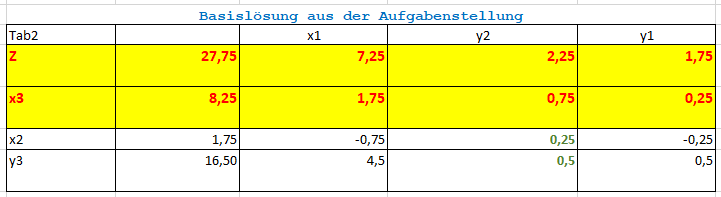 Basislösung aus der Aufgabenstellung
Tab2 x1 y2 y1
Z 27,75 7,25 2,25 1,75
x3 8,25 1,75 0,75 0,25
x2 1,75 -0,75 0,25 -0,25
y3 16,50 4,5 0,5 0,5